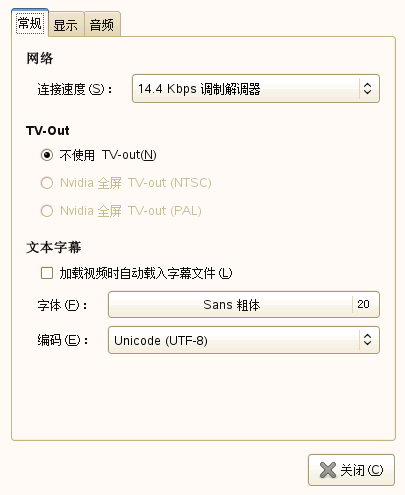 常规 显示 音频
网络
连接速度(S)： 14.4 Kbps 调制解调器
TV-Out
不使用 TV-out(N)
Nvidia 全屏 TV-out (NTSC)
Nvidia 全屏 TV-out (PAL)
文本字幕
加载视频时自动载入字幕文件(L)
字体(F)： Sans 粗体 20
编码(E)： Unicode (UTF-8)
关闭(C)